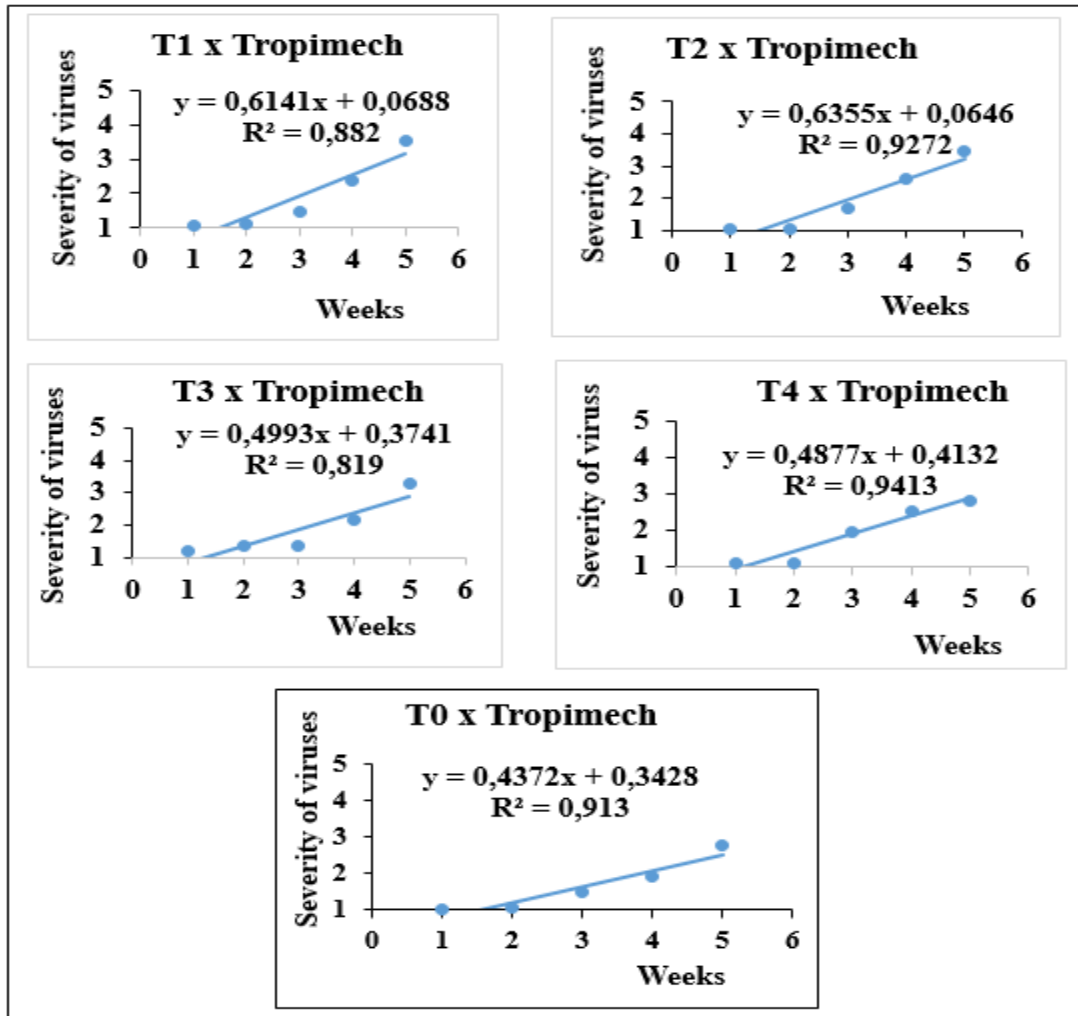 T1 x Tropimech
Severity of viruses
5
4
3
2
1
y = 0,6141x + 0,0688
R² = 0,882
0 1 2 3 4 5 6
Weeks
T2 x Tropimech
Severity of viruses
5
4
3
2
1
y = 0,6355x + 0,0646
R² = 0,9272
0 1 2 3 4 5 6
Weeks
T3 x Tropimech
Severity of viruses
5
4
3
2
1
y = 0,4993x + 0,3741
R² = 0,819
0 1 2 3 4 5 6
Weeks
T4 x Tropimech
Severity ofviruss
5
4
3
2
1
y = 0,4877x + 0,4132
R² = 0,9413
0 1 2 3 4 5 6
Weeks
T0 x Tropimech
Severity of viruses
5
4
3
2
1
y = 0,4372x + 0,3428
R² = 0,913
0 1 2 3 4 5 6
Weeks